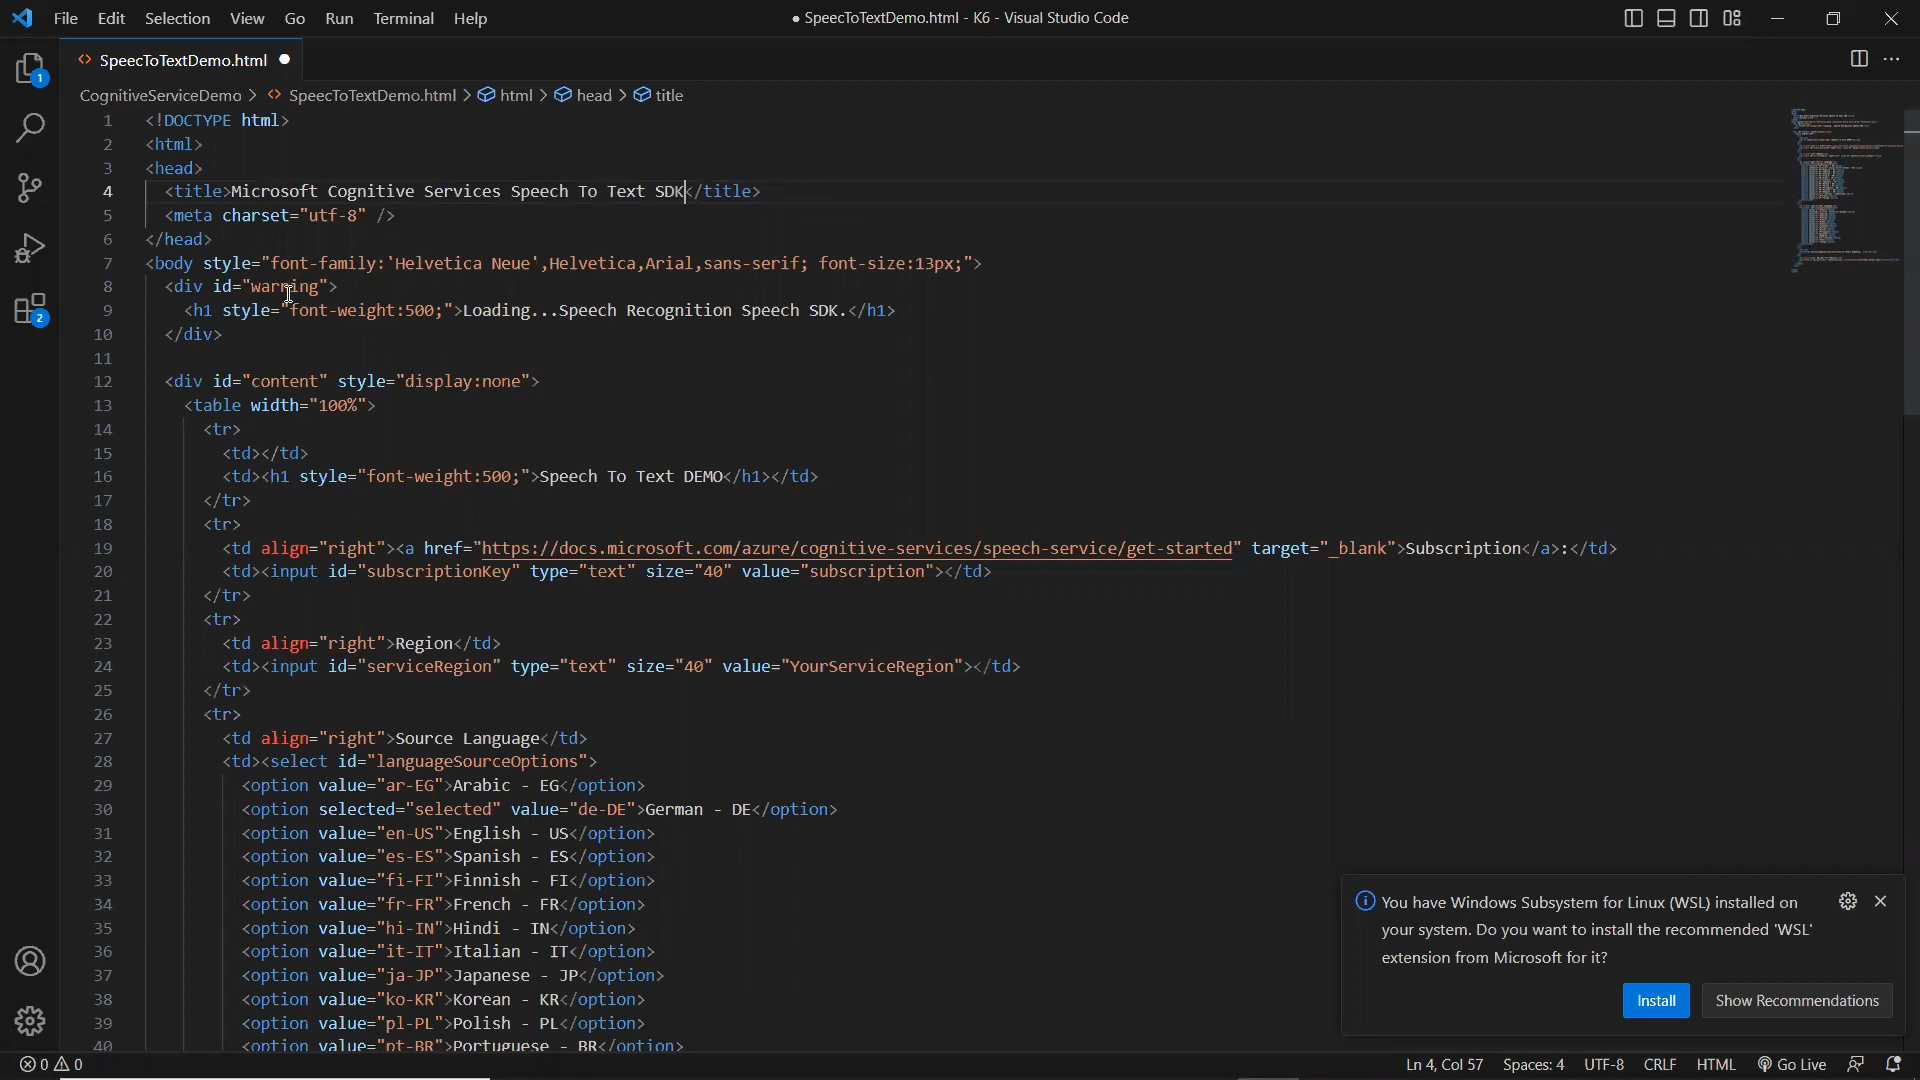 File Edit Selection View Go Run Terminal Help ● SpeecToTextDemo.html - K6 - Visual Studio Code
<> SpeecToTextDemo.html ●
CognitiveServiceDemo > <> SpeecToTextDemo.html > html > head > title
1 <!DOCTYPE html>
2 <html>
3 <head>
4 <title>Microsoft Cognitive Services Speech To Text SDK</title>
5 <meta charset="utf-8" />
6 </head>
7 <body style="font-family:'Helvetica Neue',Helvetica,Arial,sans-serif; font-size:13px;">
8 <div id="warning">
9 <h1 style="font-weight:500;">Loading...Speech Recognition Speech SDK.</h1>
10 </div>
11
12 <div id="content" style="display:none">
13 <table width="100%">
14 <tr>
15 <td></td>
16 <td><h1 style="font-weight:500;">Speech To Text DEMO</h1></td>
17 </tr>
18 <tr>
19 <td align="right"><a href="https://docs.microsoft.com/azure/cognitive-services/speech-service/get-started" target="_blank">Subscription</a>:</td>
20 <td><input id="subscriptionKey" type="text" size="40" value="subscription"></td>
21 </tr>
22 <tr>
23 <td align="right">Region</td>
24 <td><input id="serviceRegion" type="text" size="40" value="YourServiceRegion"></td>
25 </tr>
26 <tr>
27 <td align="right">Source Language</td>
28 <td><select id="languageSourceOptions">
29 <option value="ar-EG">Arabic - EG</option>
30 <option selected="selected" value="de-DE">German - DE</option>
31 <option value="en-US">English - US</option>
32 <option value="es-ES">Spanish - ES</option>
33 <option value="fi-FI">Finnish - FI</option>
34 <option value="fr-FR">French - FR</option>
35 <option value="hi-IN">Hindi - IN</option>
36 <option value="it-IT">Italian - IT</option>
37 <option value="ja-JP">Japanese - JP</option>
38 <option value="ko-KR">Korean - KR</option>
39 <option value="pl-PL">Polish - PL</option>
40 <option value="pt-BR">Portuguese - BR</option>
1
2
You have Windows Subsystem for Linux (WSL) installed on
your system. Do you want to install the recommended 'WSL'
extension from Microsoft for it?
Install Show Recommendations
0 0 Ln 4, Col 57 Spaces: 4 UTF-8 CRLF HTML Go Live